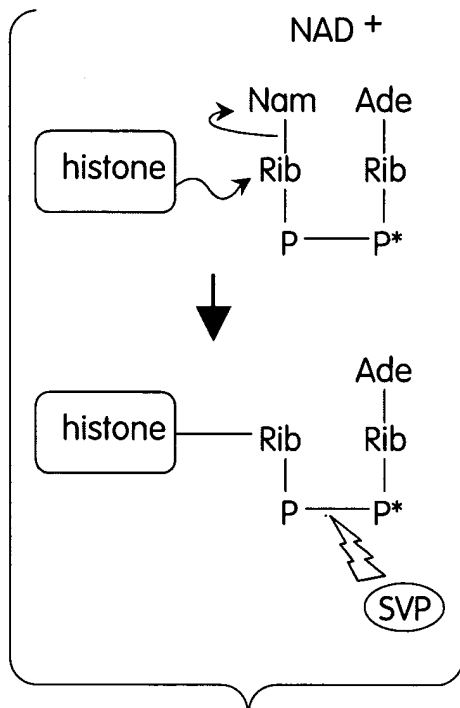 NAD +
Nam Ade
histone Rib Rib
P P*
Ade
histone Rib Rib
P P*
SVP